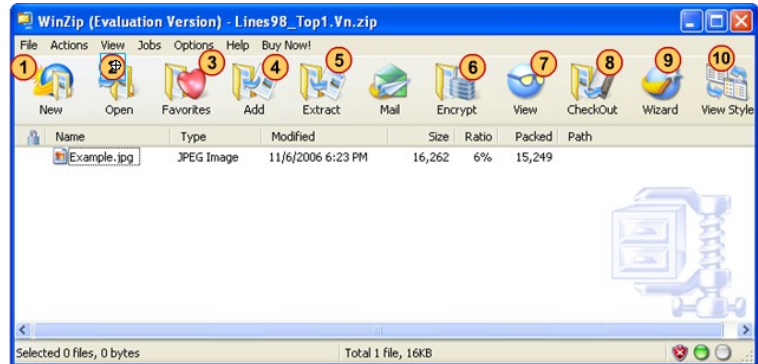 WinZip (Evaluation Version) - Lines98_Top1.Vn.zip
File Actions View Jobs Options Help Buy Now!
1 2 3 4 5 6 7 8 9 10
New Open Favorites Add Extract Mail Encrypt View CheckOut Wizard View Style
Name Type Modified Size Ratio Packed Path
Example.jpg JPEG Image 11/6/2006 6:23 PM 16,262 6% 15,249
Selected 0 files, 0 bytes Total 1 file, 16KB